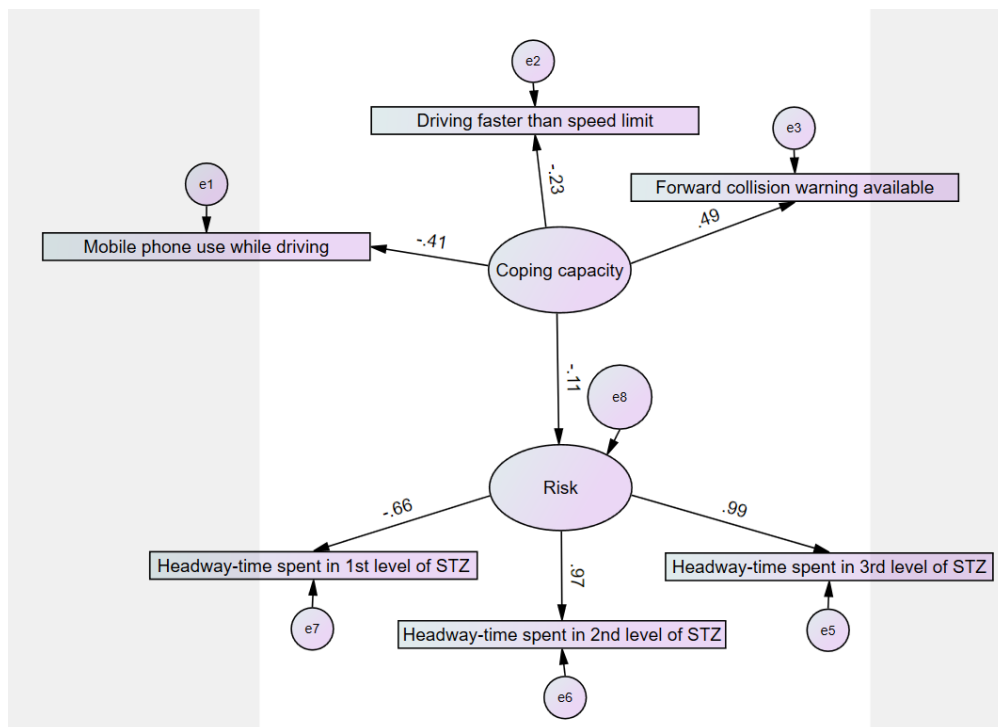 e2
Driving faster than speed limit
e3
-.23
Forward collision warning available
e1
.49
Mobile phone use while driving
-.41
Coping capacity
-.11
e8
Risk
-.66
.99
Headway-time spent in 1st level of STZ
.97
Headway-time spent in 3rd level of STZ
e7
Headway-time spent in 2nd level of STZ
e5
e6